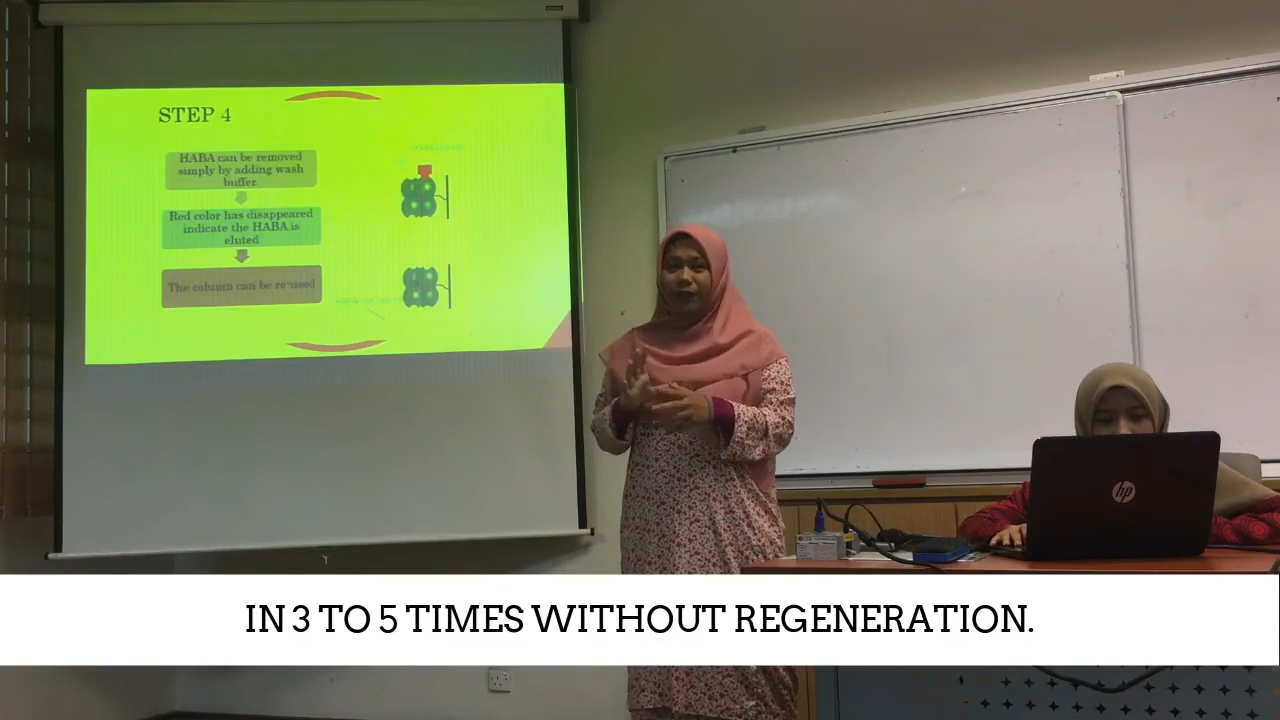 STEP 4
HABA can be removed
simply by adding wash
buffer.
Red color has disappeared
indicate the HABA is
eluted
The column can be re-used
hp
IN 3 TO 5 TIMES WITHOUT REGENERATION.